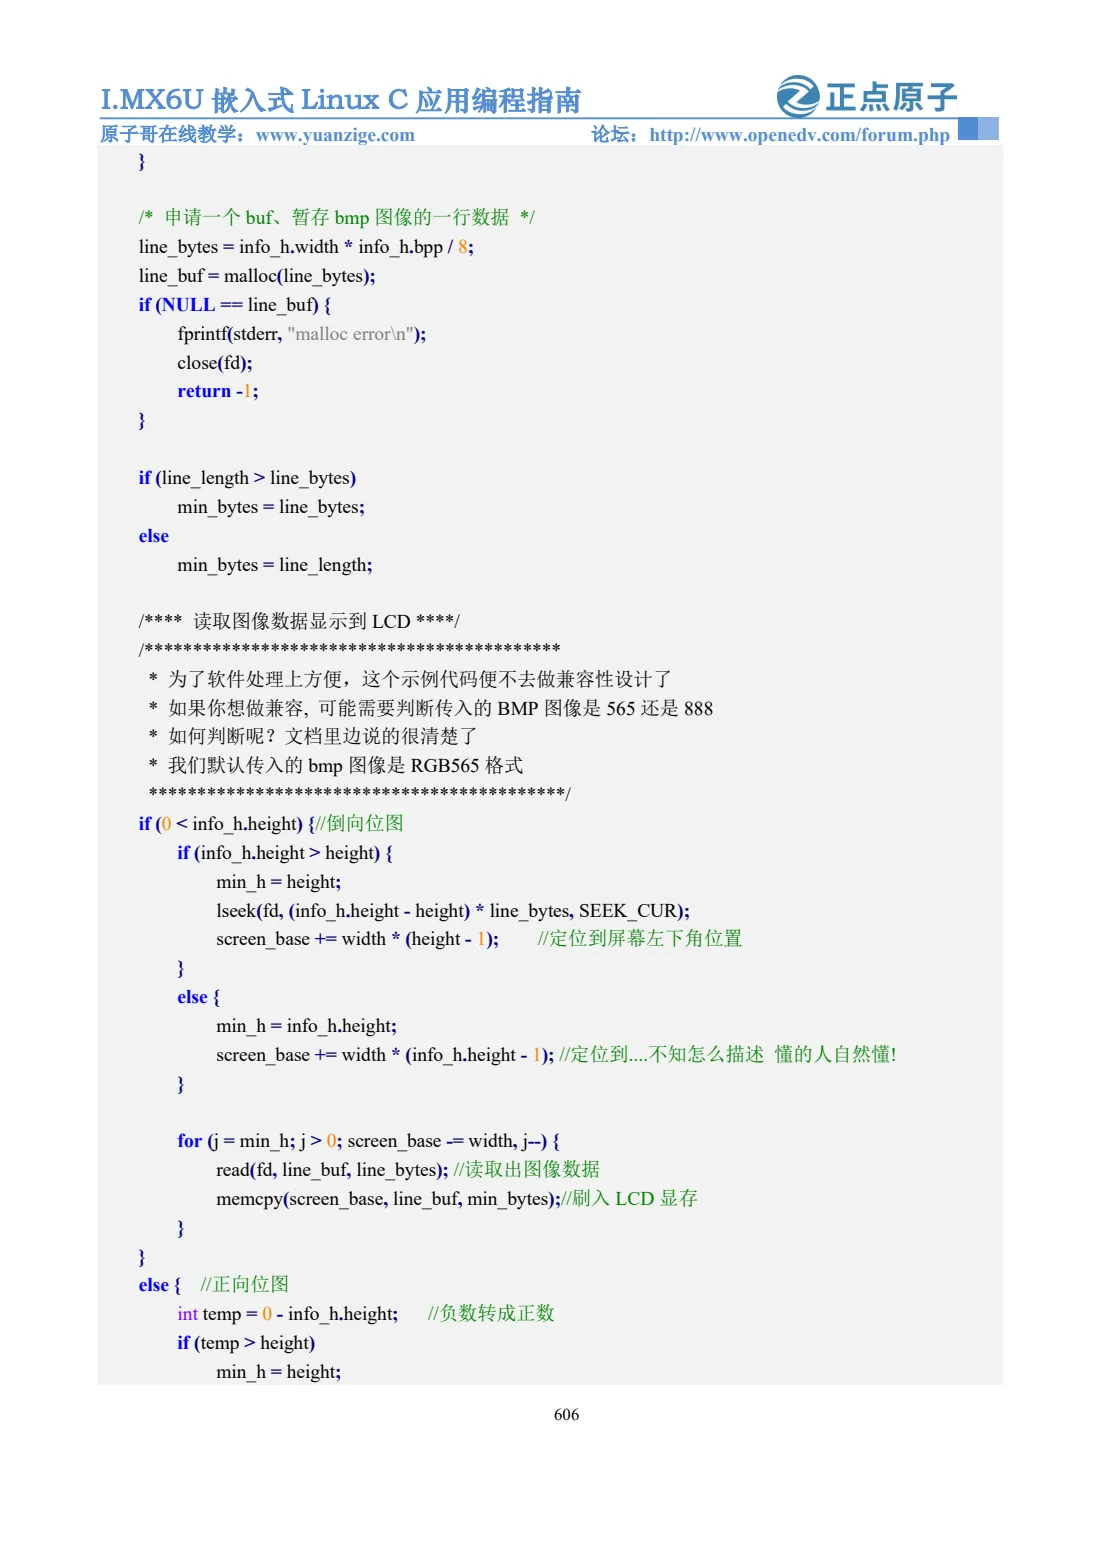 I.MX6U 嵌入式 Linux C 应用编程指南
正点原子
原子哥在线教学：www.yuanzige.com 论坛：http://www.openedv.com/forum.php
}
/* 申请一个 buf、暂存 bmp 图像的一行数据 */
line_bytes = info_h.width * info_h.bpp / 8;
line_buf = malloc(line_bytes);
if (NULL == line_buf) {
fprintf(stderr, "malloc error\n");
close(fd);
return -1;
}
if (line_length > line_bytes)
min_bytes = line_bytes;
else
min_bytes = line_length;
/**** 读取图像数据显示到 LCD ****/
/*******************************************
* 为了软件处理上方便，这个示例代码便不去做兼容性设计了
* 如果你想做兼容, 可能需要判断传入的 BMP 图像是 565 还是 888
* 如何判断呢？文档里边说的很清楚了
* 我们默认传入的 bmp 图像是 RGB565 格式
*******************************************/
if (0 < info_h.height) {//倒向位图
if (info_h.height > height) {
min_h = height;
lseek(fd, (info_h.height - height) * line_bytes, SEEK_CUR);
screen_base += width * (height - 1); //定位到屏幕左下角位置
}
else {
min_h = info_h.height;
screen_base += width * (info_h.height - 1); //定位到....不知怎么描述 懂的人自然懂!
}
for (j = min_h; j > 0; screen_base -= width, j--) {
read(fd, line_buf, line_bytes); //读取出图像数据
memcpy(screen_base, line_buf, min_bytes);//刷入 LCD 显存
}
}
else { //正向位图
int temp = 0 - info_h.height; //负数转成正数
if (temp > height)
min_h = height;
606